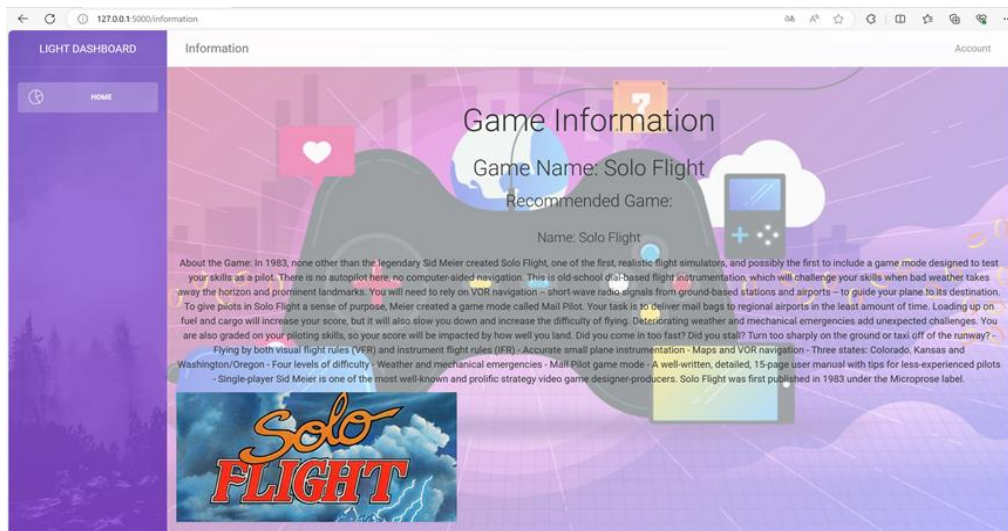 127.0.0.1:5000/information
LIGHT DASHBOARD
Information
Account
HOME
?
Game Information
Game Name: Solo Flight
Recommended Game:
Name: Solo Flight
About the Game: In 1983, none other than the legendary Sid Meier created Solo Flight, one of the first, realistic flight simulators, and possibly the first to include a game mode designed to test
your skills as a pilot. There is no autopilot here, no computer-aided navigation. This is old-school dial-based flight instrumentation, which will challenge your skills when bad weather takes
away the horizon and prominent landmarks. You will need to rely on VOR navigation – short-wave radio signals from ground-based stations and airports – to guide your plane to its destination.
To give pilots in Solo Flight a sense of purpose, Meier created a game mode called Mail Pilot. Your task is to deliver mail bags to regional airports in the least amount of time. Loading up on
fuel and cargo will increase your score, but it will also slow you down and increase the difficulty of flying. Deteriorating weather and mechanical emergencies add unexpected challenges. You
are also graded on your piloting skills, so your score will be impacted by how well you land. Did you come in too fast? Did you stall? Turn too sharply on the ground or taxi off of the runway? -
Flying by both visual flight rules (VFR) and instrument flight rules (IFR) - Accurate small plane instrumentation - Maps and VOR navigation - Three states: Colorado, Kansas and
Washington/Oregon - Four levels of difficulty - Weather and mechanical emergencies - Mail Pilot game mode - A well-written, detailed, 15-page user manual with tips for less-experienced pilots
- Single-player Sid Meier is one of the most well-known and prolific strategy video game designer-producers. Solo Flight was first published in 1983 under the Microprose label.
Solo
FLIGHT